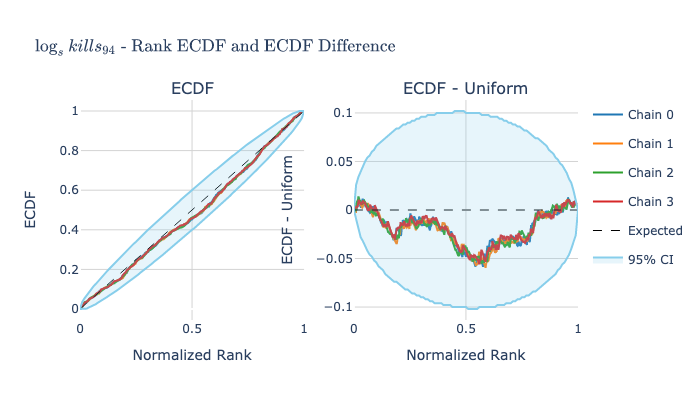 log_s kills_94 - Rank ECDF and ECDF Difference
ECDF
ECDF - Uniform
ECDF
1
0.8
0.6
0.4
0.2
0
0
0.5
1
Normalized Rank
ECDF - Uniform
0.1
0.05
0
−0.05
−0.1
0
0.5
1
Normalized Rank
Chain 0
Chain 1
Chain 2
Chain 3
Expected
95% CI